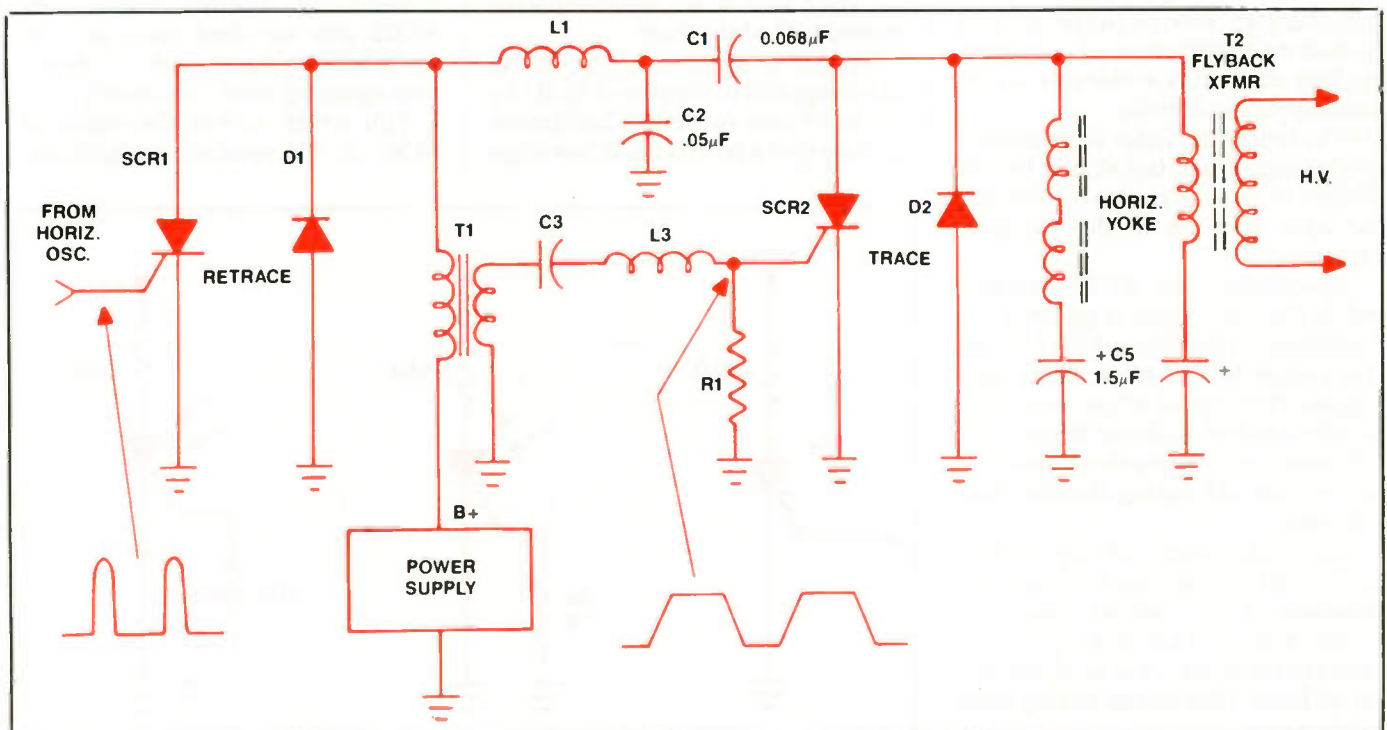 L1
C1 0.068μF
T2
FLYBACK
XFMR
C2
.05μF
SCR1
D1
FROM
HORIZ.
OSC.
RETRACE
T1
C3
L3
SCR2
D2
TRACE
HORIZ.
YOKE
H.V.
R1
+ C5
1.5μF
+
B+
POWER
SUPPLY